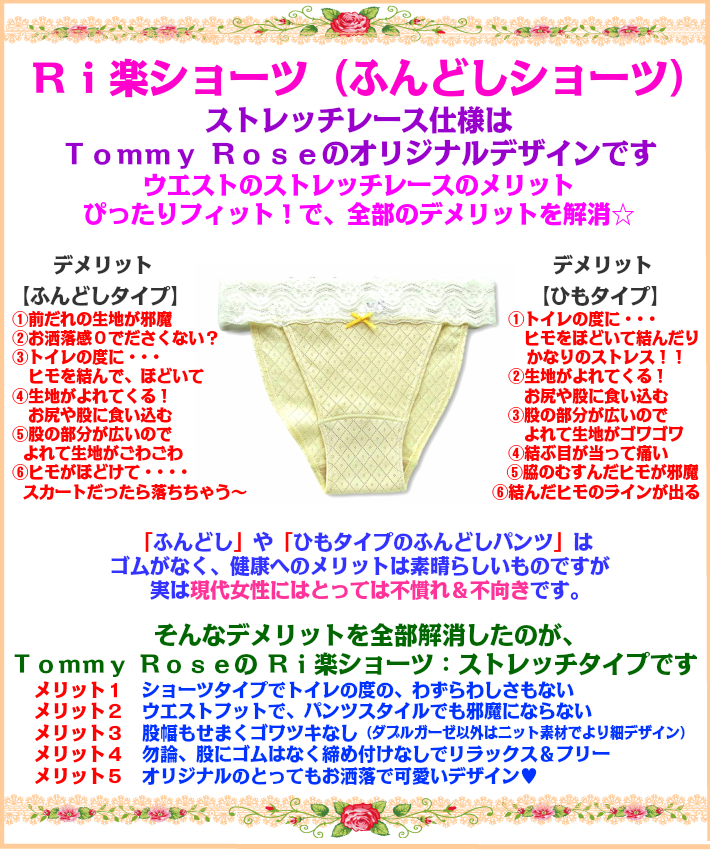 Ｒｉ楽ショーツ（ふんどしショーツ）
ストレッチレース仕様は
Ｔｏｍｍｙ Ｒｏｓｅのオリジナルデザインです
ウエストのストレッチレースのメリット
ぴったりフィット！で、全部のデメリットを解消☆
デメリット
【ふんどしタイプ】
①前だれの生地が邪魔
②お洒落感０でださくない？
③トイレの度に・・・
ヒモを結んで、ほどいて
④生地がよれてくる！
お尻や股に食い込む
⑤股の部分が広いので
よれて生地がごわごわ
⑥ヒモがほどけて・・・・
スカートだったら落ちちゃう～
デメリット
【ひもタイプ】
①トイレの度に・・・
ヒモをほどいて結んだり
かなりのストレス！！
②生地がよれてくる！
お尻や股に食い込む
③股の部分が広いので
よれて生地がゴワゴワ
④結ぶ目が当って痛い
⑤脇のむすんだヒモが邪魔
⑥結んだヒモのラインが出る
「ふんどし」や「ひもタイプのふんどしパンツ」は
ゴムがなく、健康へのメリットは素晴らしいものですが
実は現代女性にはとっては不慣れ＆不向きです。
そんなデメリットを全部解消したのが、
Ｔｏｍｍｙ Ｒｏｓｅの Ｒｉ楽ショーツ：ストレッチタイプです
メリット１ ショーツタイプでトイレの度の、わずらわしさもない
メリット２ ウエストフットで、パンツスタイルでも邪魔にならない
メリット３ 股幅もせまくゴワツキなし（ダブルガーゼ以外はニット素材でより細デザイン）
メリット４ 勿論、股にゴムはなく締め付けなしでリラックス＆フリー
メリット５ オリジナルのとってもお洒落で可愛いデザイン♥